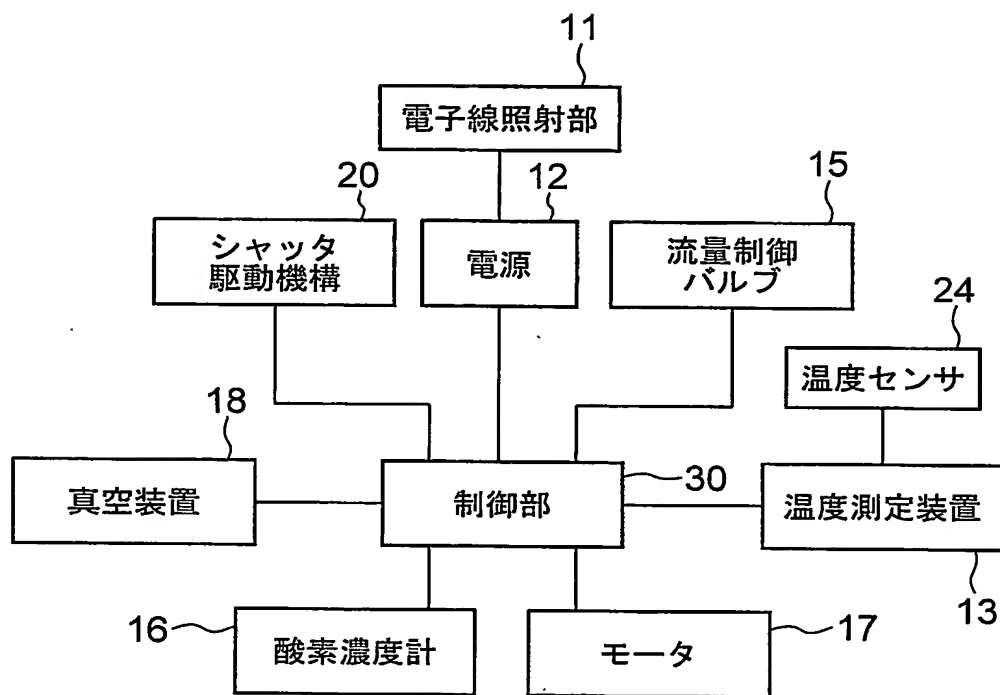 11
電子線照射部
20
シャッタ
駆動機構
12
電源
15
流量制御
バルブ
24
温度センサ
18
真空装置
制御部
30
温度測定装置
13
16
酸素濃度計
モータ
17